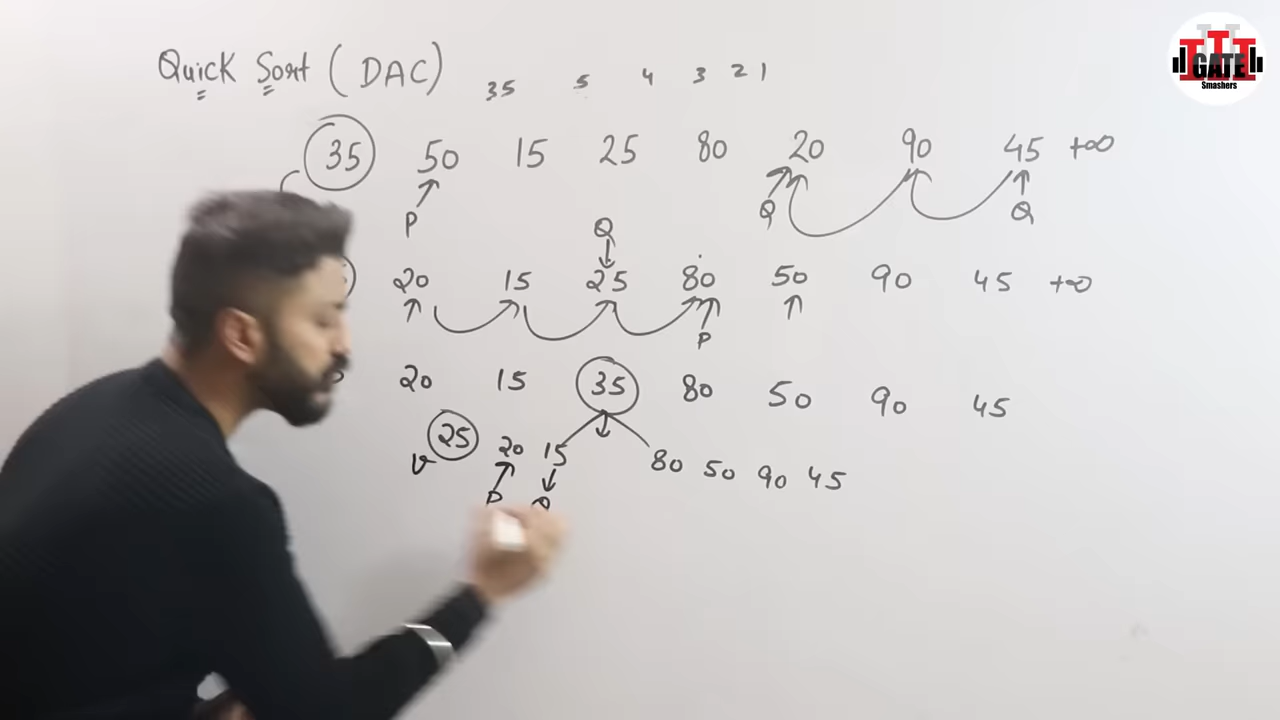 Quick Sort (DAC) 35 5 4 3 2 1
35 50 15 25 80 20 90 45 +∞
P Q Q
Q
20 15 25 80 50 90 45 +∞
P
20 15 35 80 50 90 45
25 20 15 80 50 90 45
P Q
GATE
Smashers